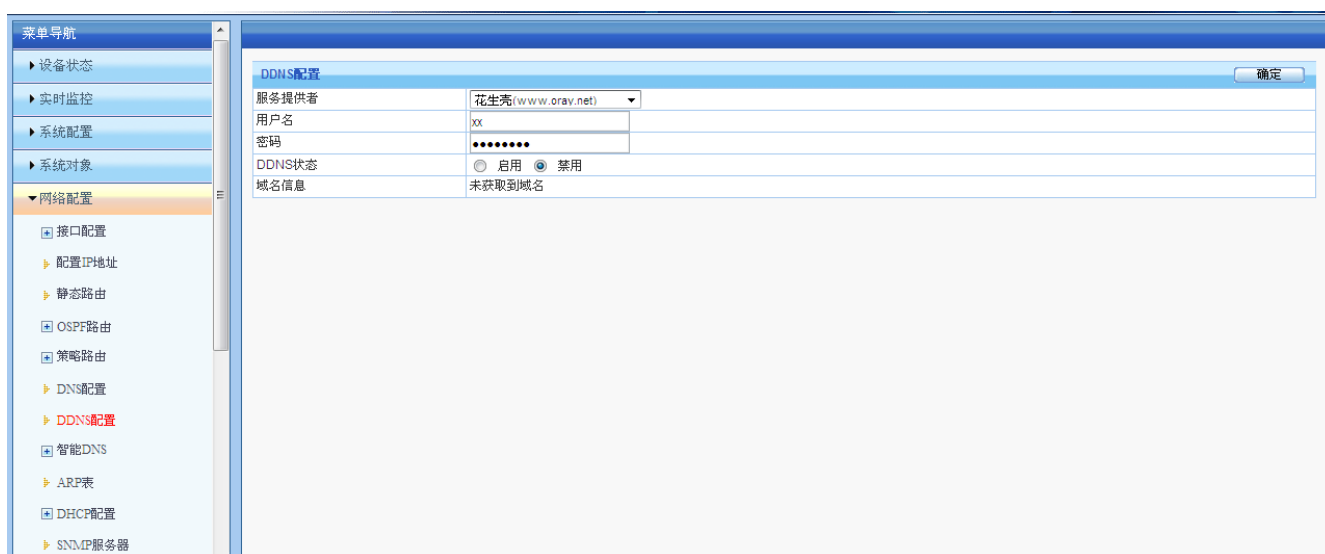 菜单导航
设备状态
实时监控
系统配置
系统对象
网络配置
接口配置
配置IP地址
静态路由
OSPF路由
策略路由
DNS配置
DDNS配置
智能DNS
ARP表
DHCP配置
SNMP服务器
DDNS配置 确定
服务提供者 花生壳(www.oray.net)
用户名 xx
密码 ••••••••
DDNS状态 启用 禁用
域名信息 未获取到域名